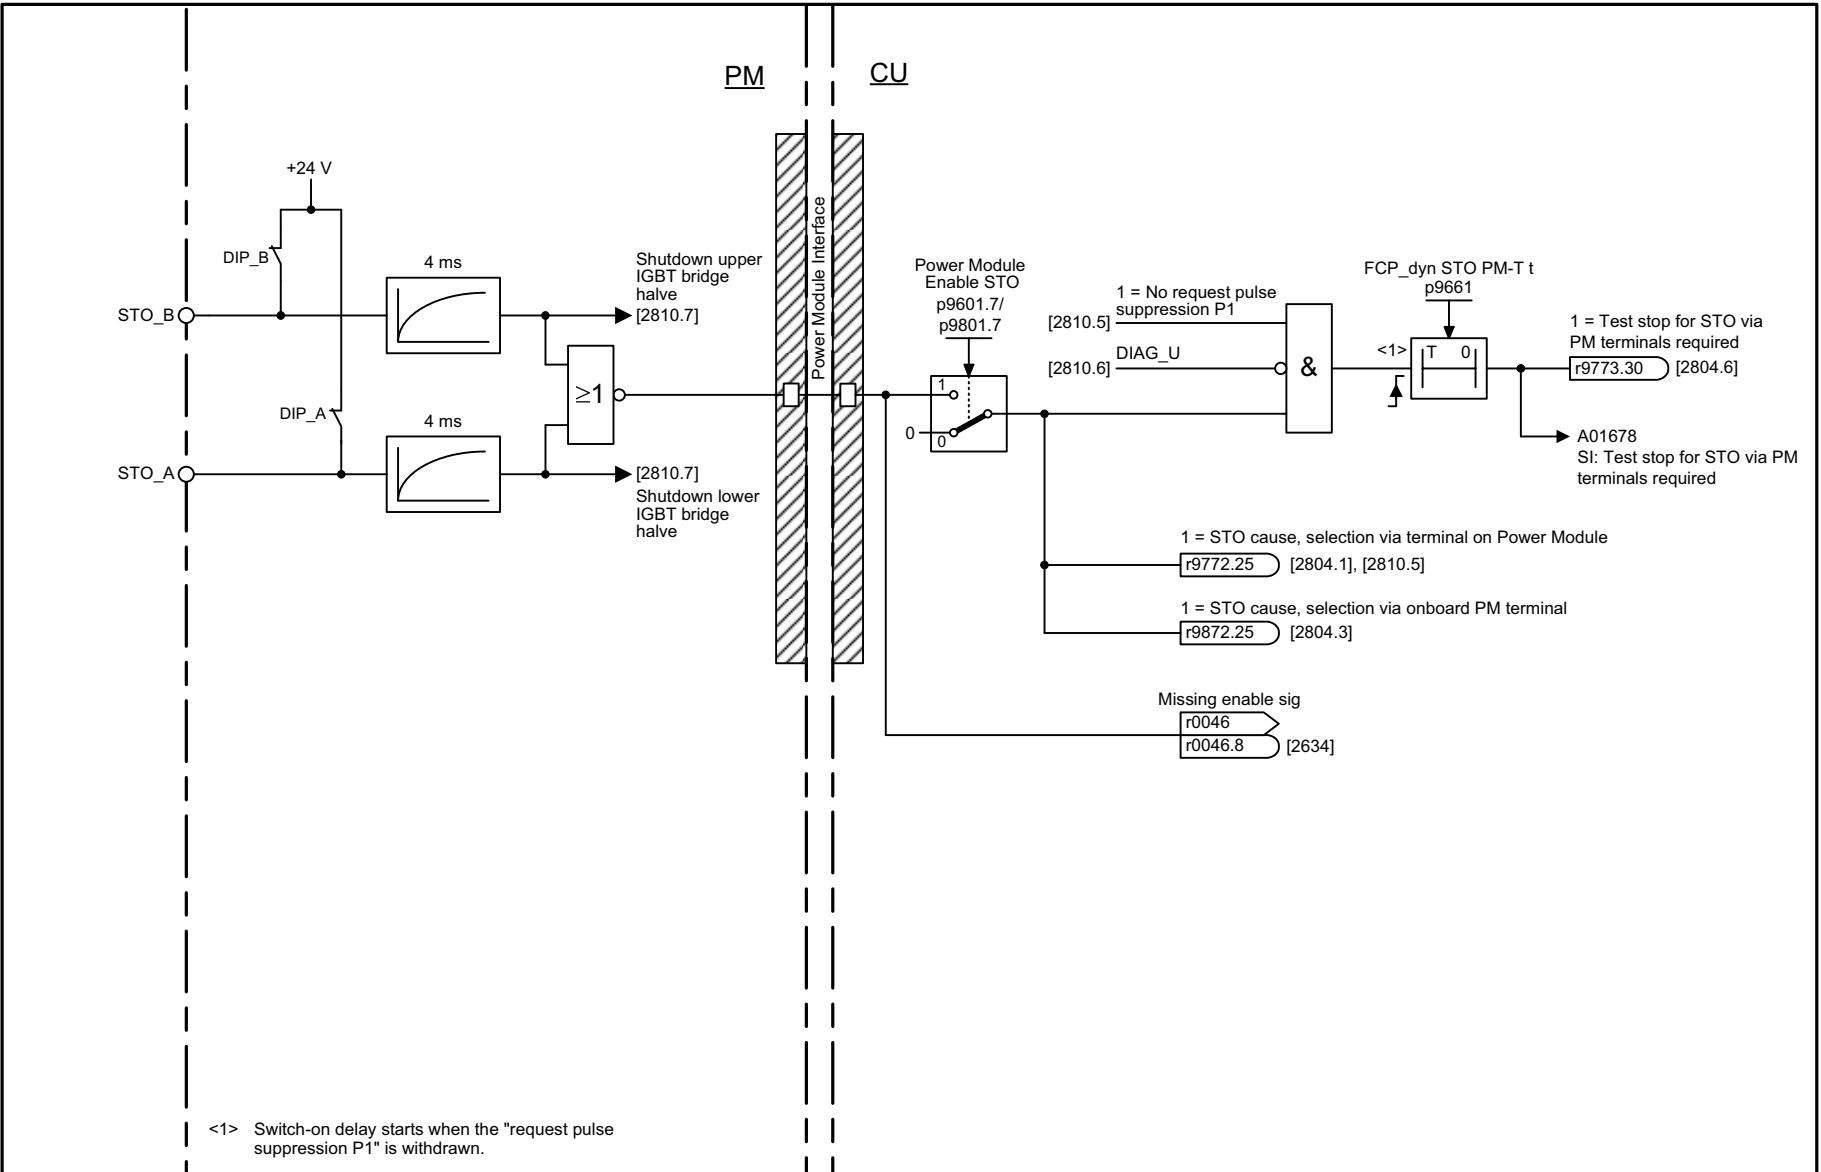 PM
CU
+24 V
DIP_B
4 ms
Shutdown upper
IGBT bridge
halve
[2810.7]
STO_B
DIP_A
≥1
4 ms
STO_A
[2810.7]
Shutdown lower
IGBT bridge
halve
Power Module Interface
Power Module
Enable STO
p9601.7/
p9801.7
1
0
0
1 = No request pulse
suppression P1
[2810.5]
DIAG_U
[2810.6]
&
FCP_dyn STO PM-T t
p9661
<1>
T 0
1 = Test stop for STO via
PM terminals required
r9773.30 [2804.6]
A01678
SI: Test stop for STO via PM
terminals required
1 = STO cause, selection via terminal on Power Module
r9772.25 [2804.1], [2810.5]
1 = STO cause, selection via onboard PM terminal
r9872.25 [2804.3]
Missing enable sig
r0046
r0046.8 [2634]
<1> Switch-on delay starts when the "request pulse
suppression P1" is withdrawn.